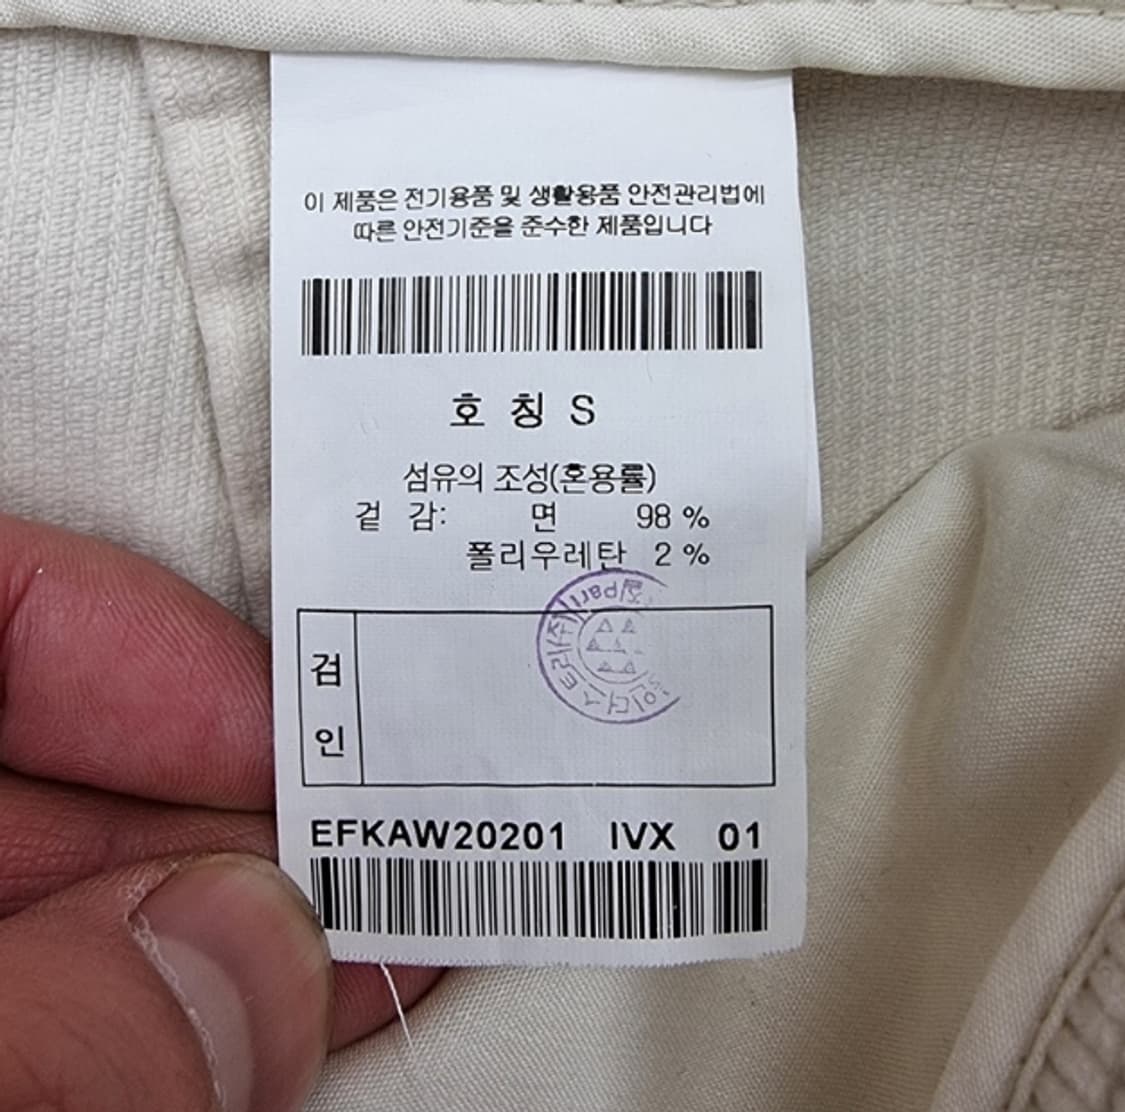 이 제품은 전기용품 및 생활용품 안전관리법에
따른 안전기준을 준수한 제품입니다
호 칭 S
섬유의 조성(혼용률)
겉 감: 면 98 %
폴리우레탄 2 %
검
인
EFKAW20201 IVX 01